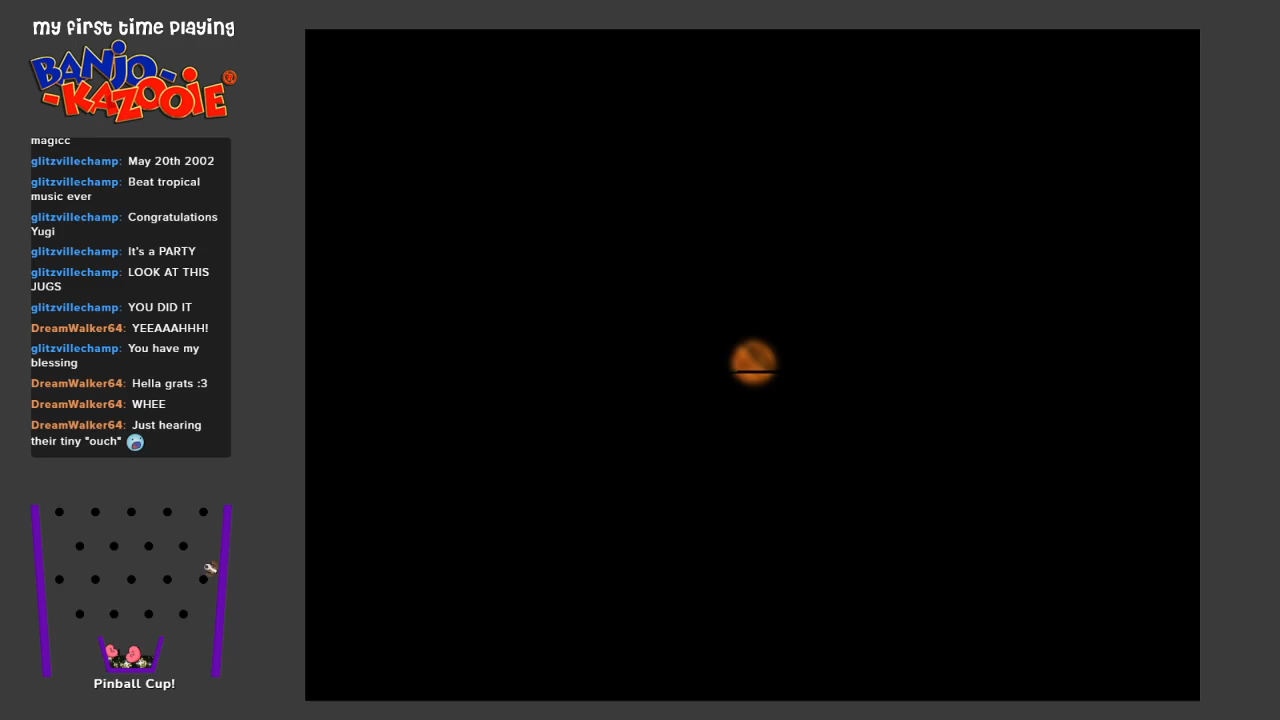 my first time playing
BANJO-
-KAZOOIE
magicc
glitzvillechamp: May 20th 2002
glitzvillechamp: Beat tropical
music ever
glitzvillechamp: Congratulations
Yugi
glitzvillechamp: It's a PARTY
glitzvillechamp: LOOK AT THIS
JUGS
glitzvillechamp: YOU DID IT
DreamWalker64: YEEAAAHHH!
glitzvillechamp: You have my
blessing
DreamWalker64: Hella grats :3
DreamWalker64: WHEE
DreamWalker64: Just hearing
their tiny "ouch"
Pinball Cup!